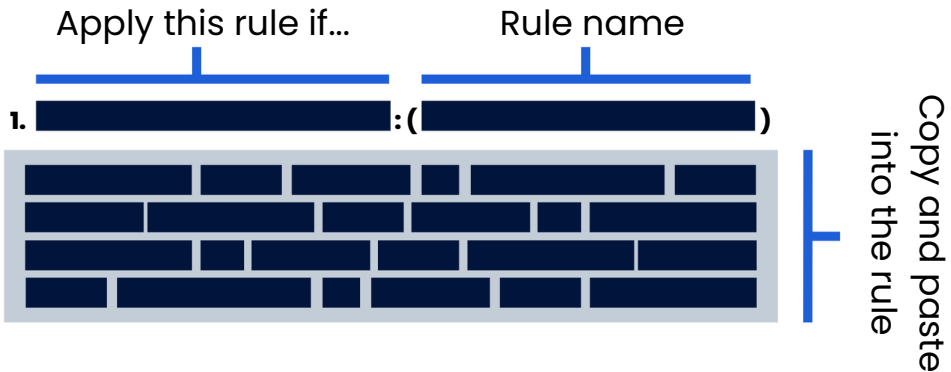 Apply this rule if...
Rule name
1.
: (
)
Copy and paste
into the rule